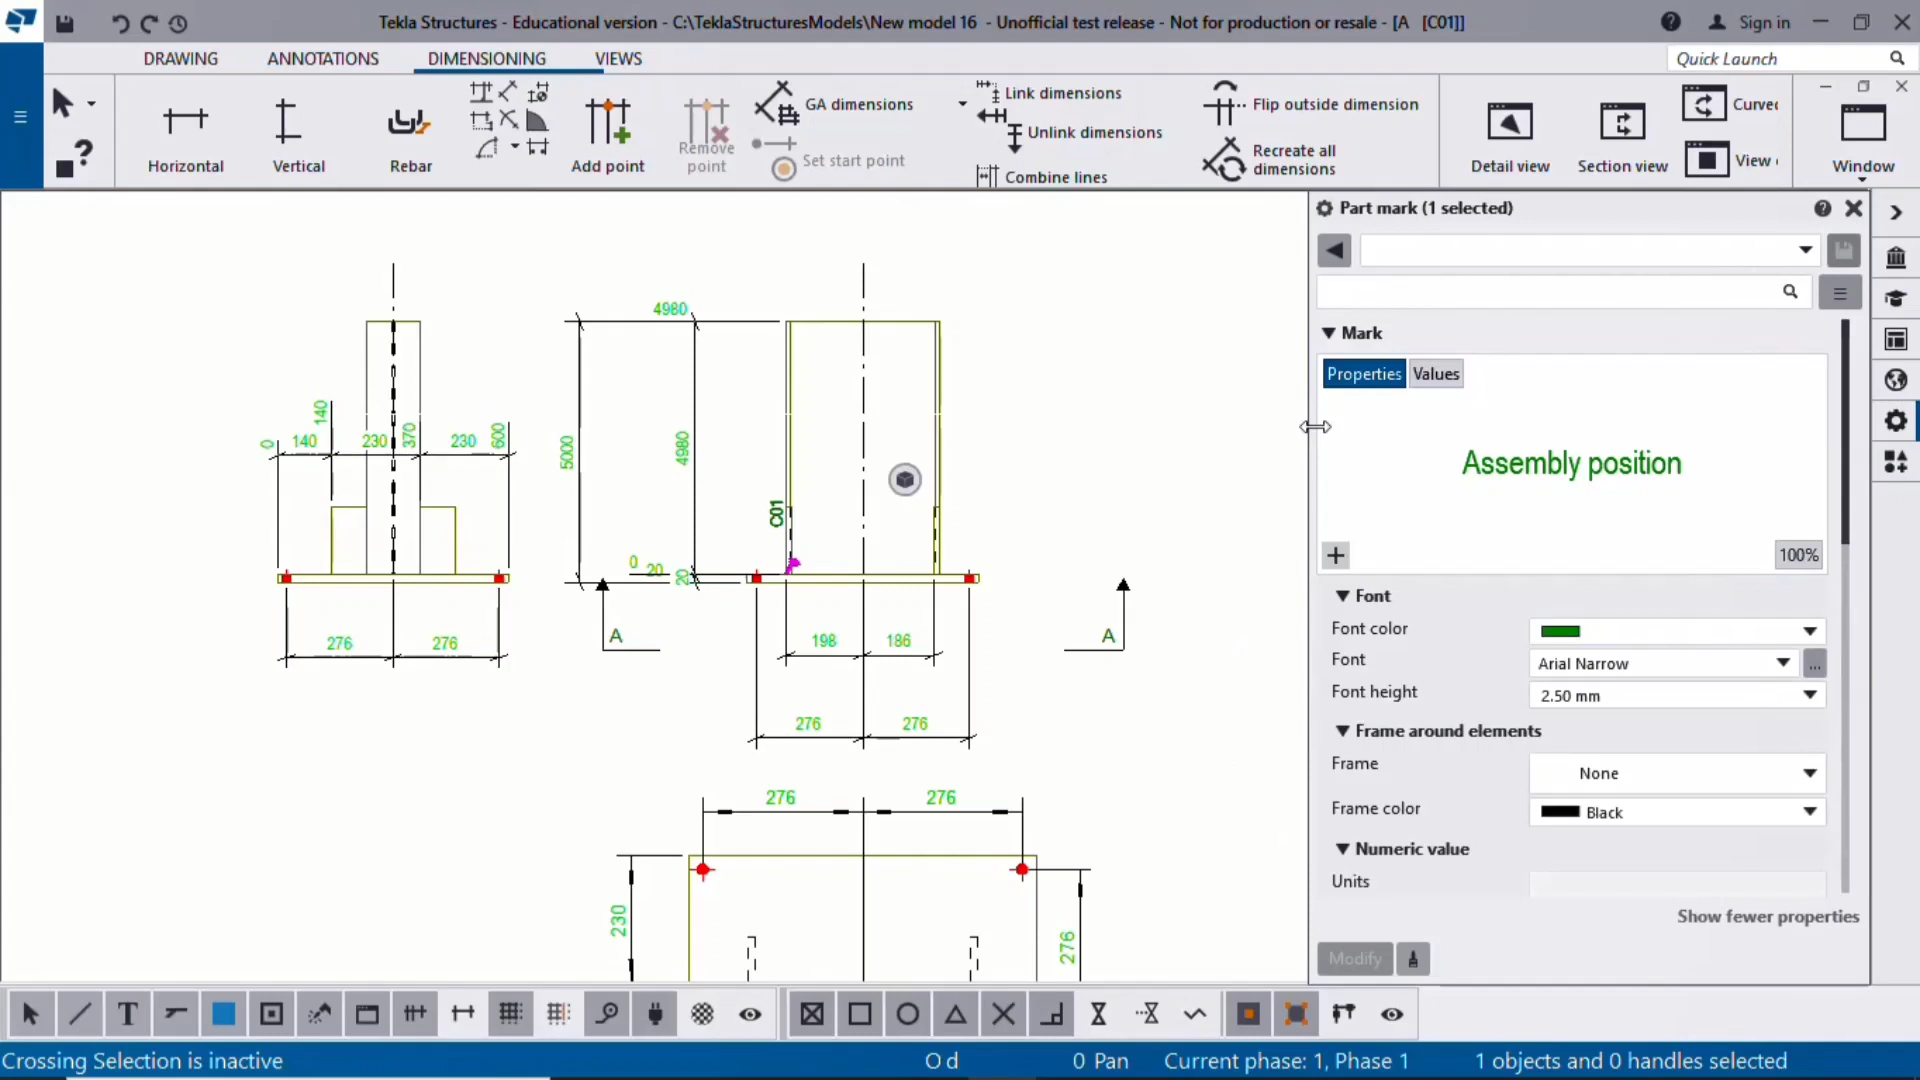 Tekla Structures - Educational version - C:\TeklaStructuresModels\New model 16 - Unofficial test release - Not for production or resale - [A [C01]]
Sign in
DRAWING
ANNOTATIONS
DIMENSIONING
VIEWS
Quick Launch
Horizontal
Vertical
Rebar
Add point
Remove point
GA dimensions
Set start point
Link dimensions
Unlink dimensions
Combine lines
Flip outside dimension
Recreate all dimensions
Detail view
Section view
Curved
View
Window
Part mark (1 selected)
Mark
Properties
Values
Assembly position
100%
Font
Font color
Font
Arial Narrow
Font height
2.50 mm
Frame around elements
Frame
None
Frame color
Black
Numeric value
Units
Show fewer properties
Modify
0
140
140
230
370
230
600
276
276
4980
5000
4980
C01
0
20
20
A
A
198
186
276
276
276
276
230
276
Crossing Selection is inactive
O d
0 Pan
Current phase: 1, Phase 1
1 objects and 0 handles selected